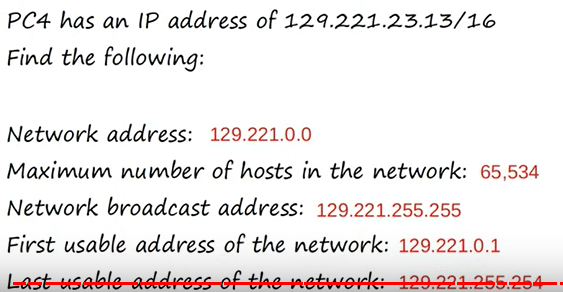 PC4 has an IP address of 129.221.23.13/16
Find the following:
Network address: 129.221.0.0
Maximum number of hosts in the network: 65,534
Network broadcast address: 129.221.255.255
First usable address of the network: 129.221.0.1
Last usable address of the network: 129.221.255.254